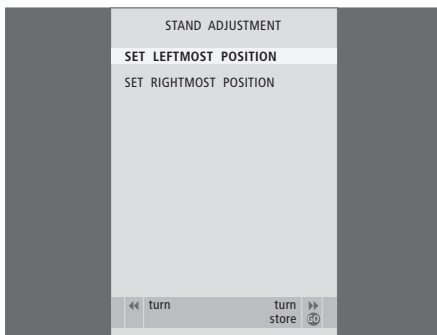 STAND ADJUSTMENT
SET LEFTMOST POSITION
SET RIGHTMOST POSITION
turn turn
store GO